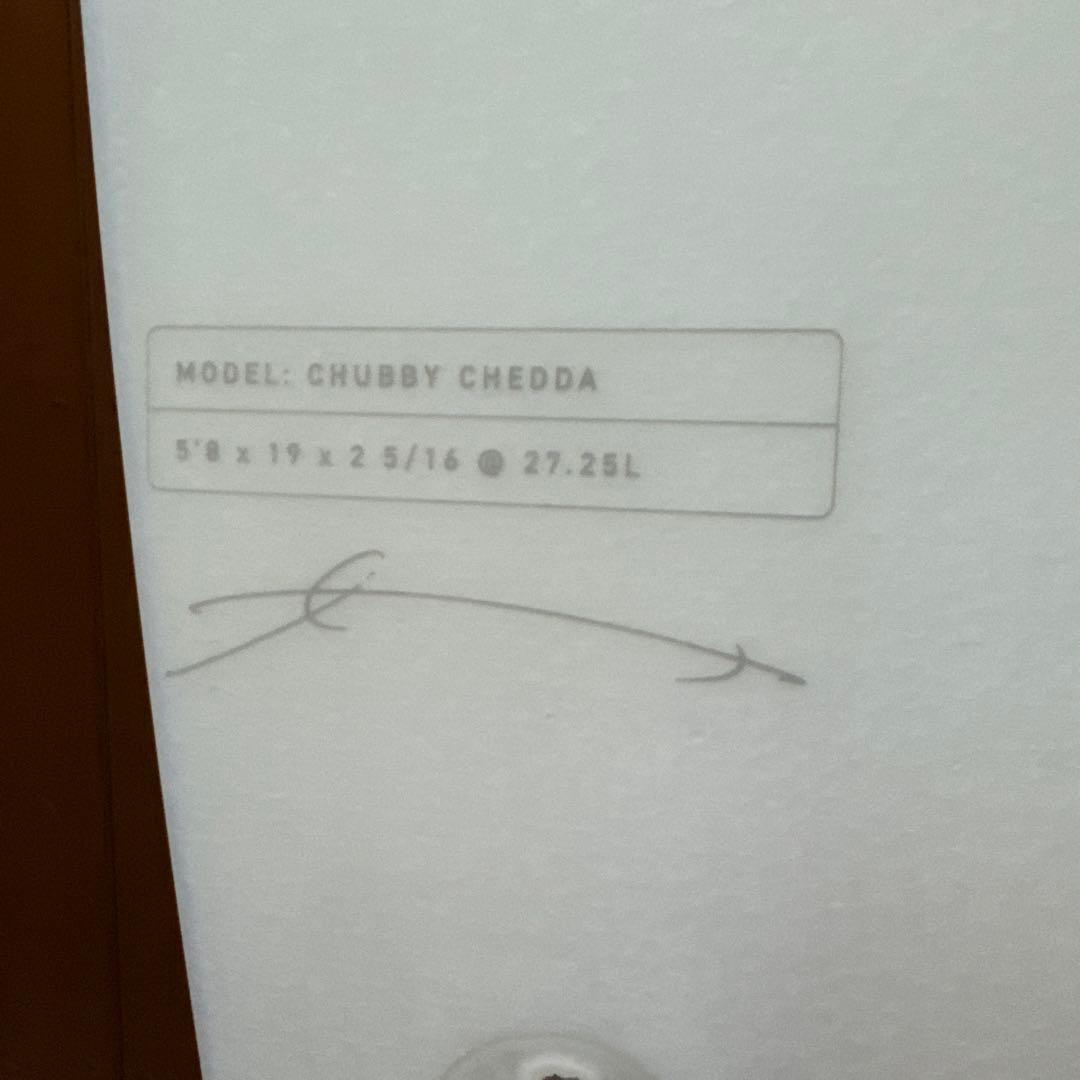 MODEL: CHUBBY CHEDDA
5'8 x 19 x 2 5/16 @ 27.25L